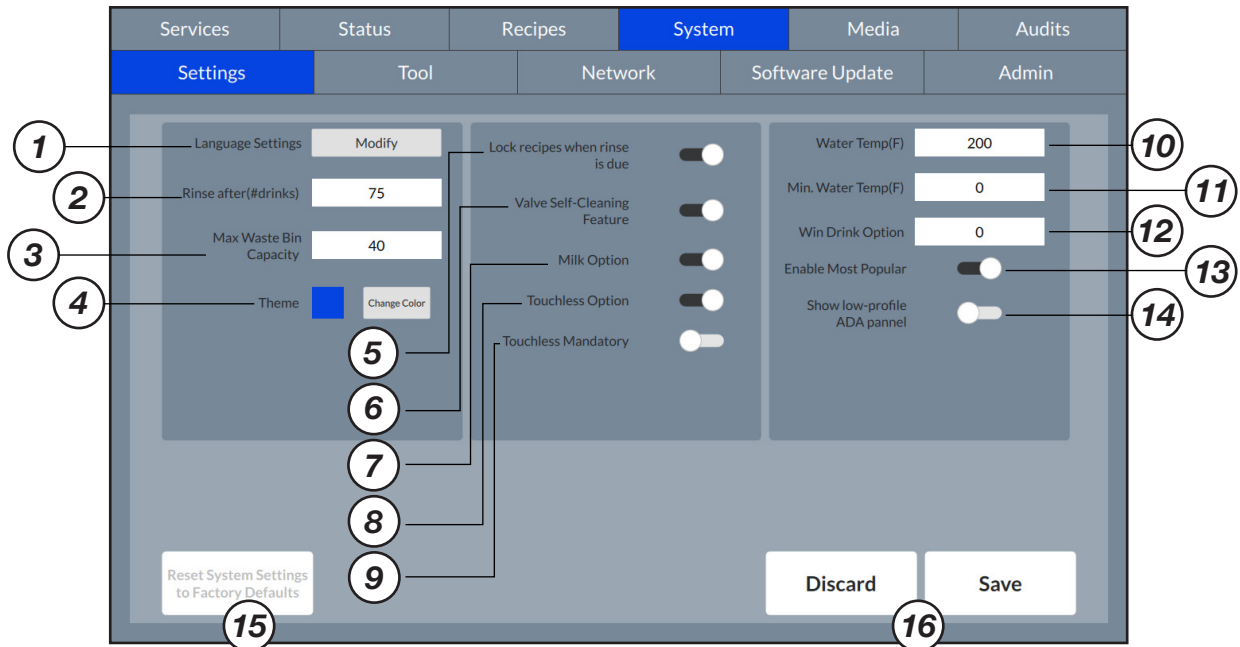 Services Status Recipes System Media Audits
Settings Tool Network Software Update Admin
1
Language Settings Modify
2
Rinse after(#drinks) 75
3
Max Waste Bin
Capacity
40
4
Theme Change Color
Lock recipes when rinse
is due
Valve Self-Cleaning
Feature
Milk Option
Touchless Option
Touchless Mandatory
5
6
7
8
9
Water Temp(F) 200
10
Min. Water Temp(F) 0
11
Win Drink Option 0
12
Enable Most Popular
13
Show low-profile
ADA pannel
14
Reset System Settings
to Factory Defaults
15
Discard Save
16